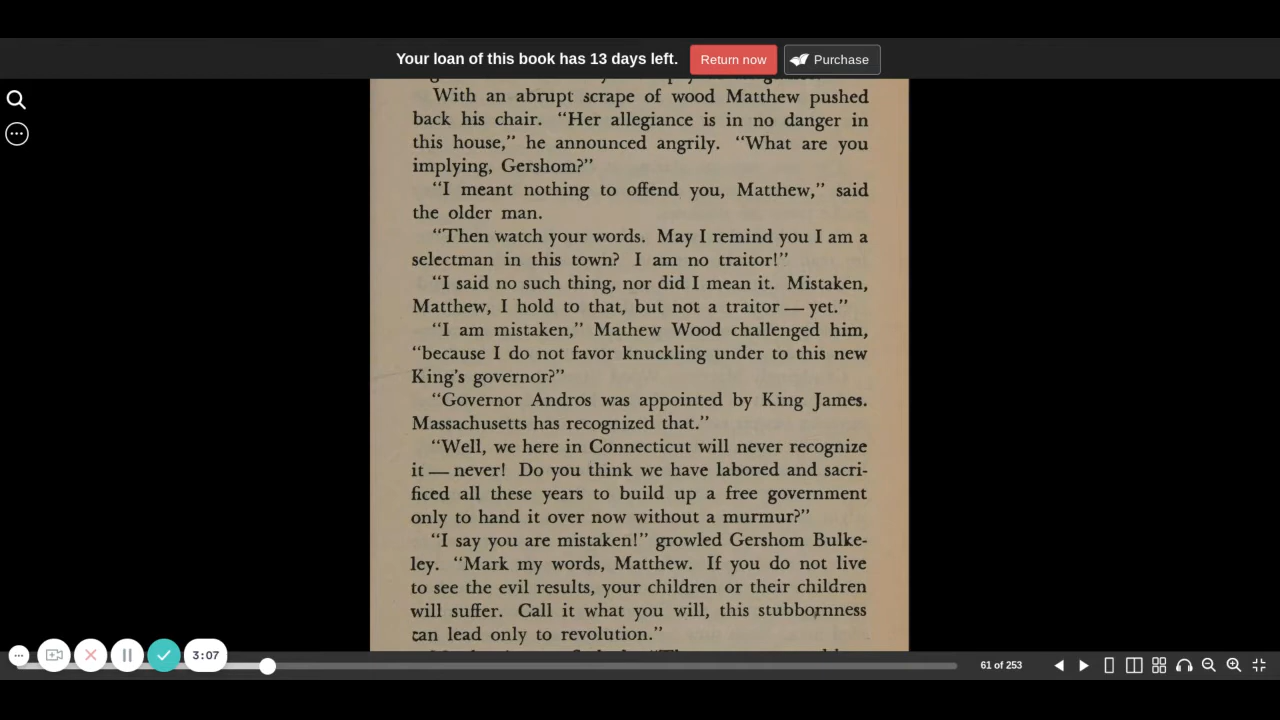 Your loan of this book has 13 days left.
Return now
Purchase
With an abrupt scrape of wood Matthew pushed
back his chair. “Her allegiance is in no danger in
this house,” he announced angrily. “What are you
implying, Gershom?”
“I meant nothing to offend you, Matthew,” said
the older man.
“Then watch your words. May I remind you I am a
selectman in this town? I am no traitor!”
“I said no such thing, nor did I mean it. Mistaken,
Matthew, I hold to that, but not a traitor — yet.”
“I am mistaken,” Mathew Wood challenged him,
“because I do not favor knuckling under to this new
King’s governor?”
“Governor Andros was appointed by King James.
Massachusetts has recognized that.”
“Well, we here in Connecticut will never recognize
it — never! Do you think we have labored and sacri-
ficed all these years to build up a free government
only to hand it over now without a murmur?”
“I say you are mistaken!” growled Gershom Bulke-
ley. “Mark my words, Matthew. If you do not live
to see the evil results, your children or their children
will suffer. Call it what you will, this stubbornness
can lead only to revolution.”
3:07
61 of 253